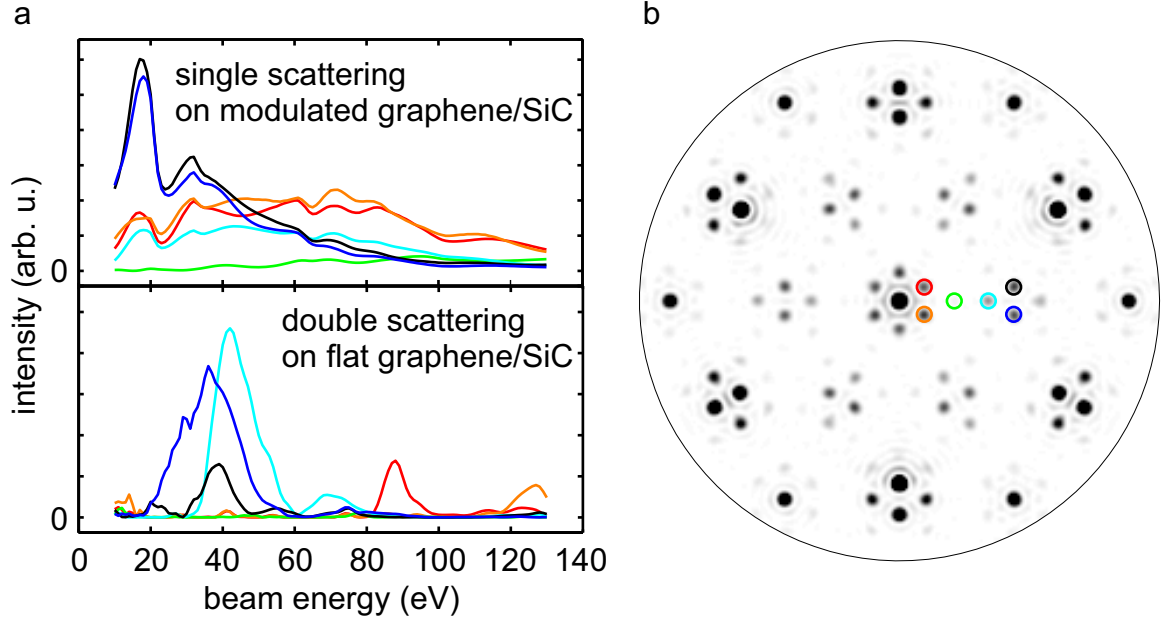 a
b
single scattering
on modulated graphene/SiC
0
double scattering
on flat graphene/SiC
0
intensity (arb. u.)
0 20 40 60 80 100 120 140
beam energy (eV)